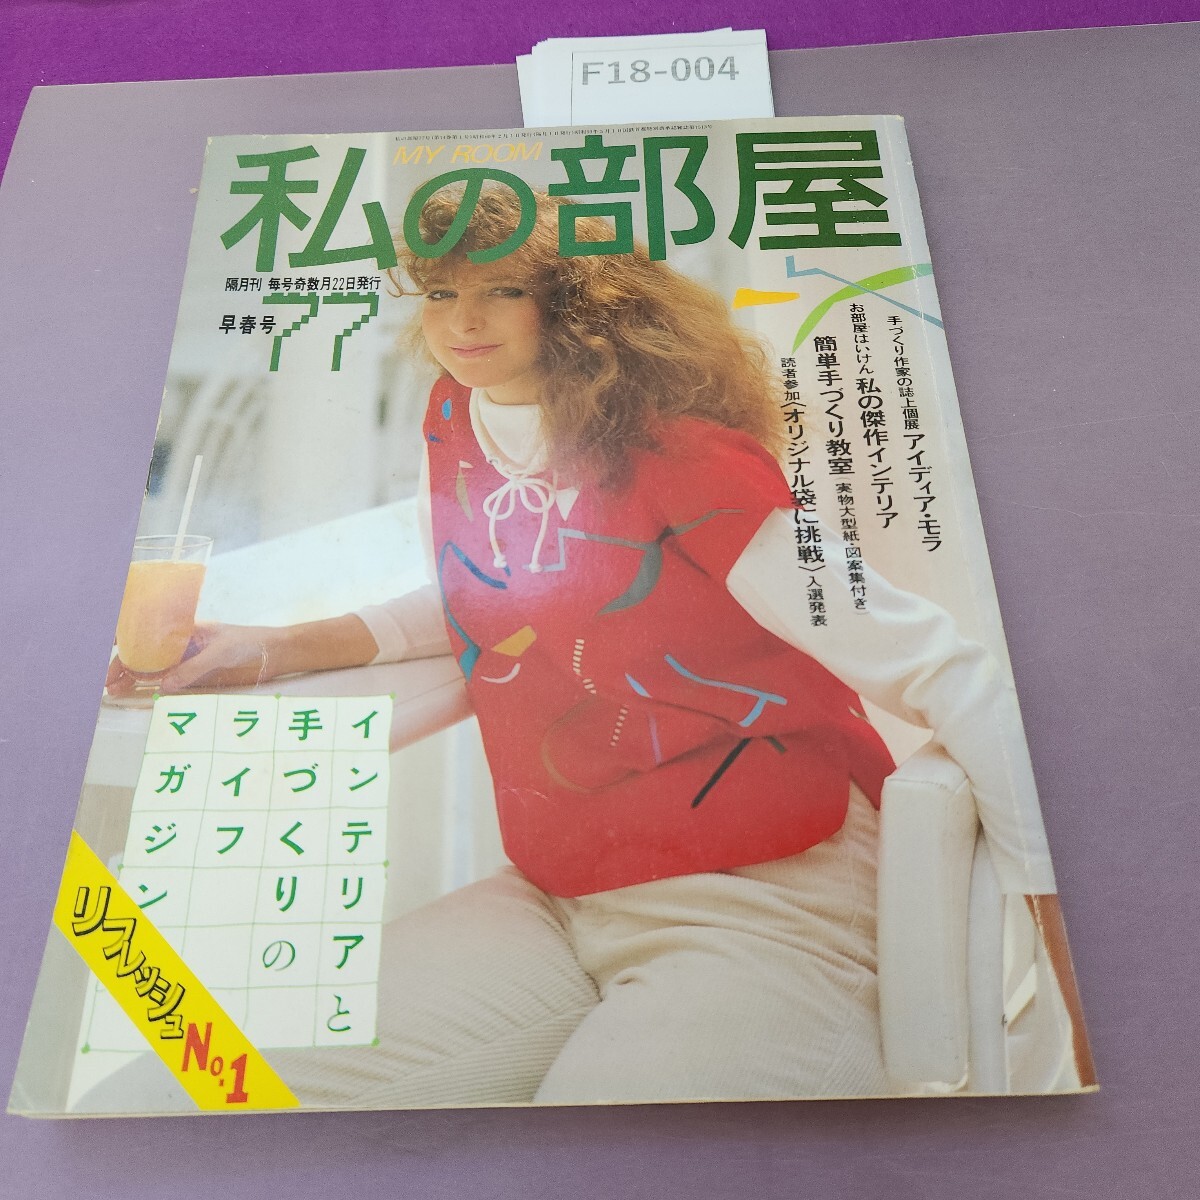 F18-004
MY ROOM
私の部屋
隔月刊 毎号奇数月22日発行
早春号
77
手づくり作家の誌上個展 アイディア・モラ
お部屋はいけん 私の傑作インテリア
簡単手づくり教室(実物大型紙・図案集付き)
読者参加〈オリジナル袋に挑戦〉入選発表
インテリアと
手づくりの
ライフ
マガジン
リフレッシュ
No.1